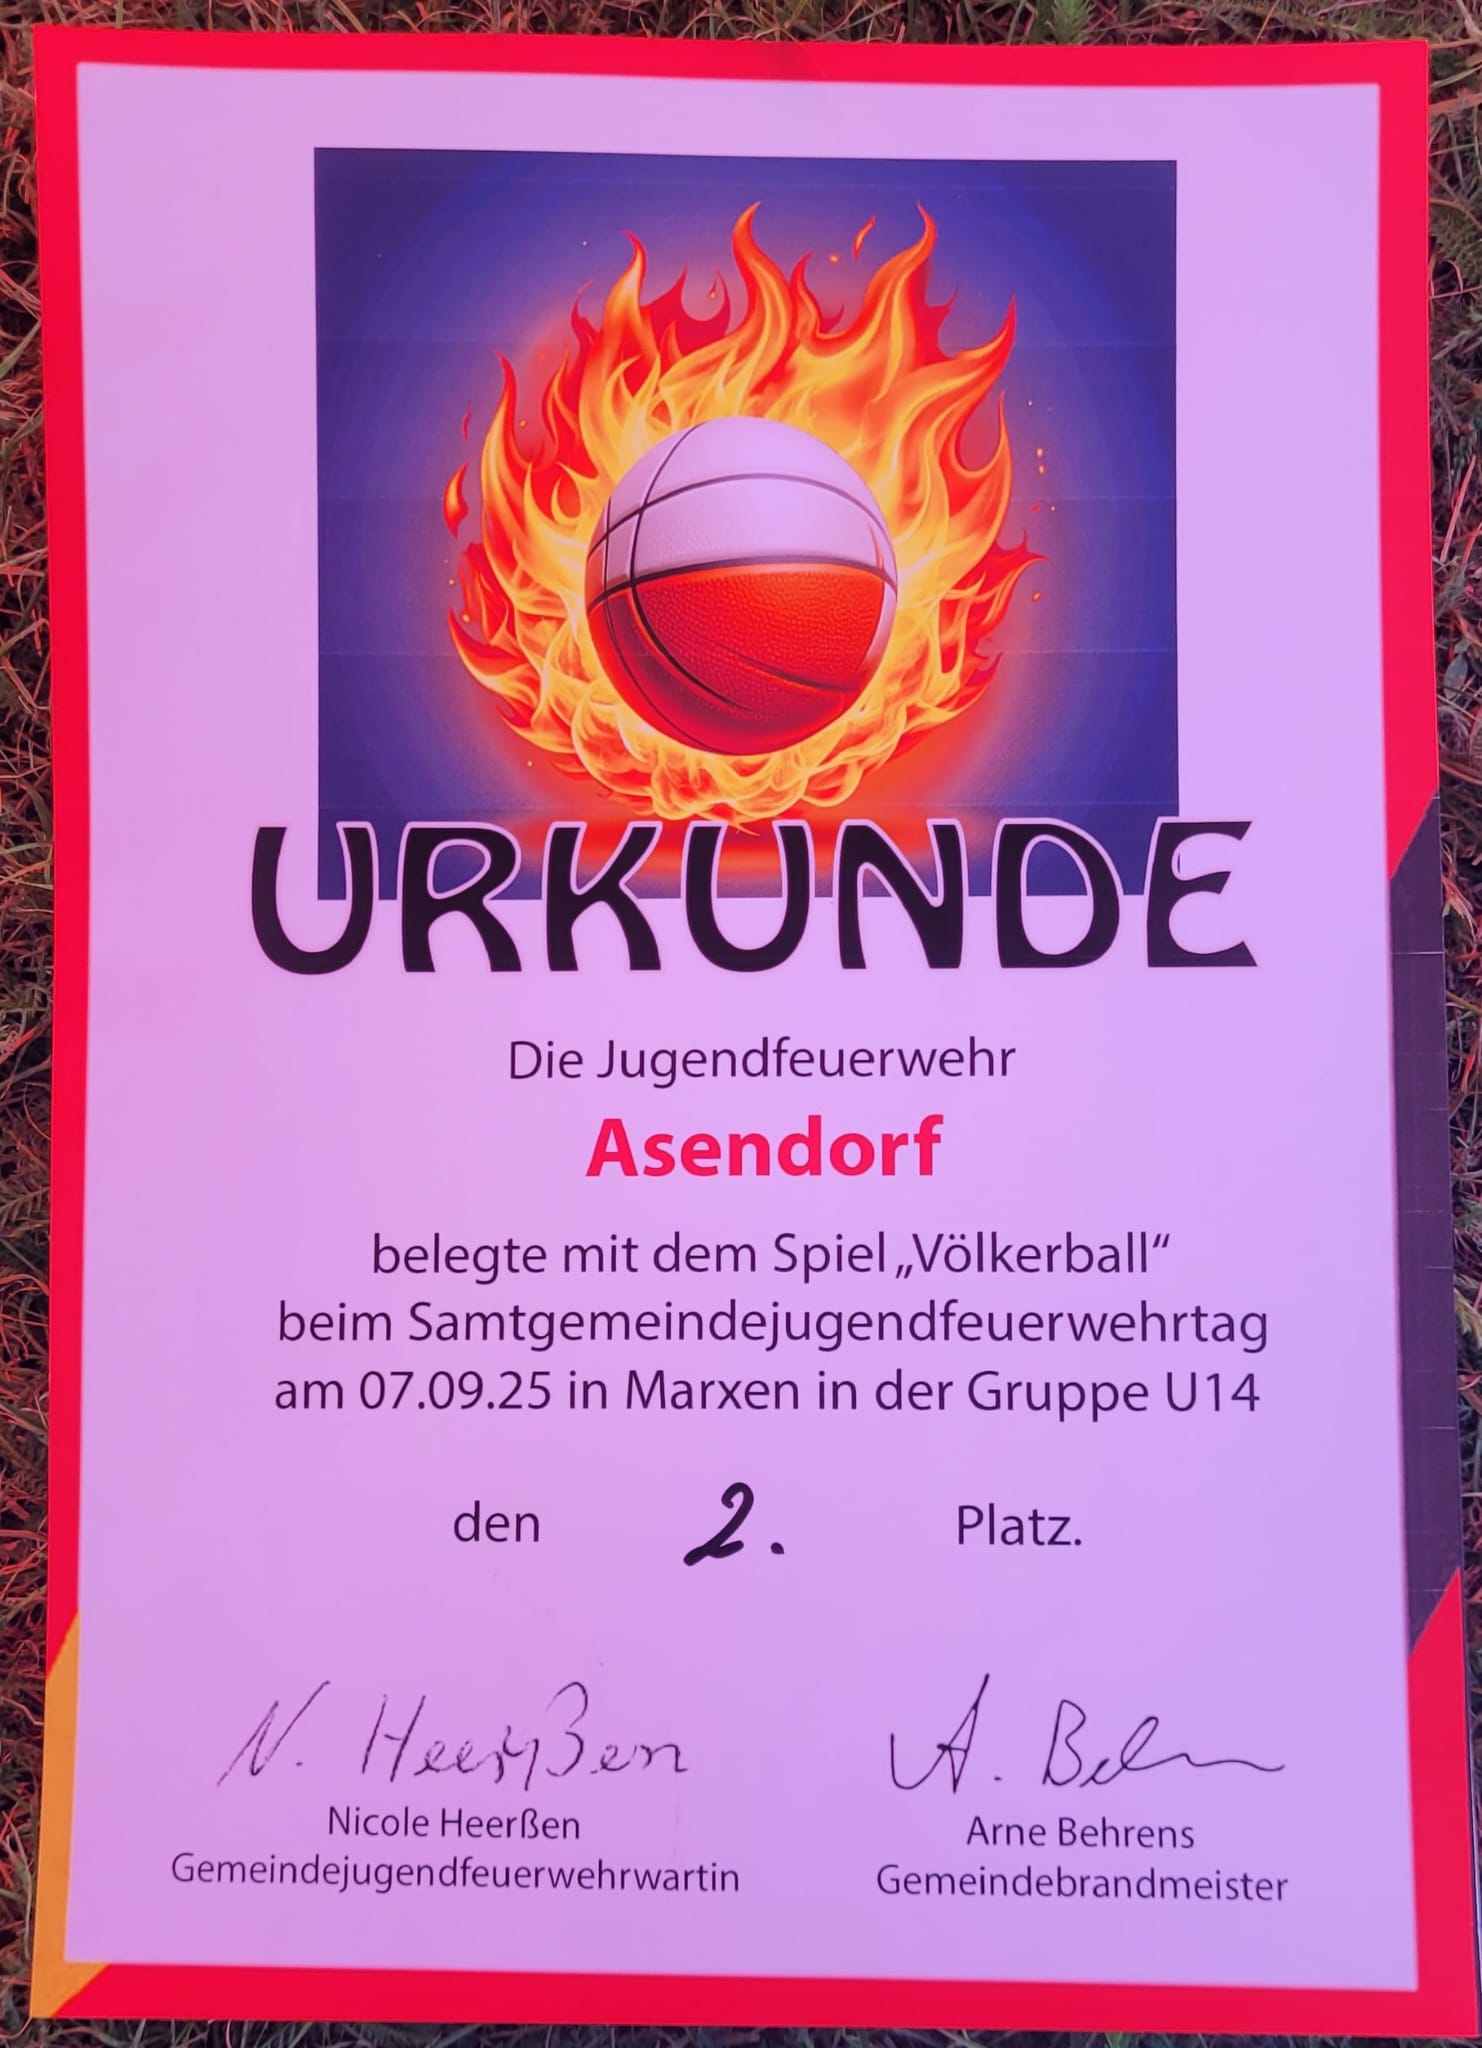 URKUNDE
Die Jugendfeuerwehr
Asendorf
belegte mit dem Spiel „Völkerball“
beim Samtgemeindejugendfeuerwehrtag
am 07.09.25 in Marxen in der Gruppe U14
den 2. Platz.
N. Heerßen A. Behrens
Nicole Heerßen Arne Behrens
Gemeindejugendfeuerwehrwartin Gemeindebrandmeister